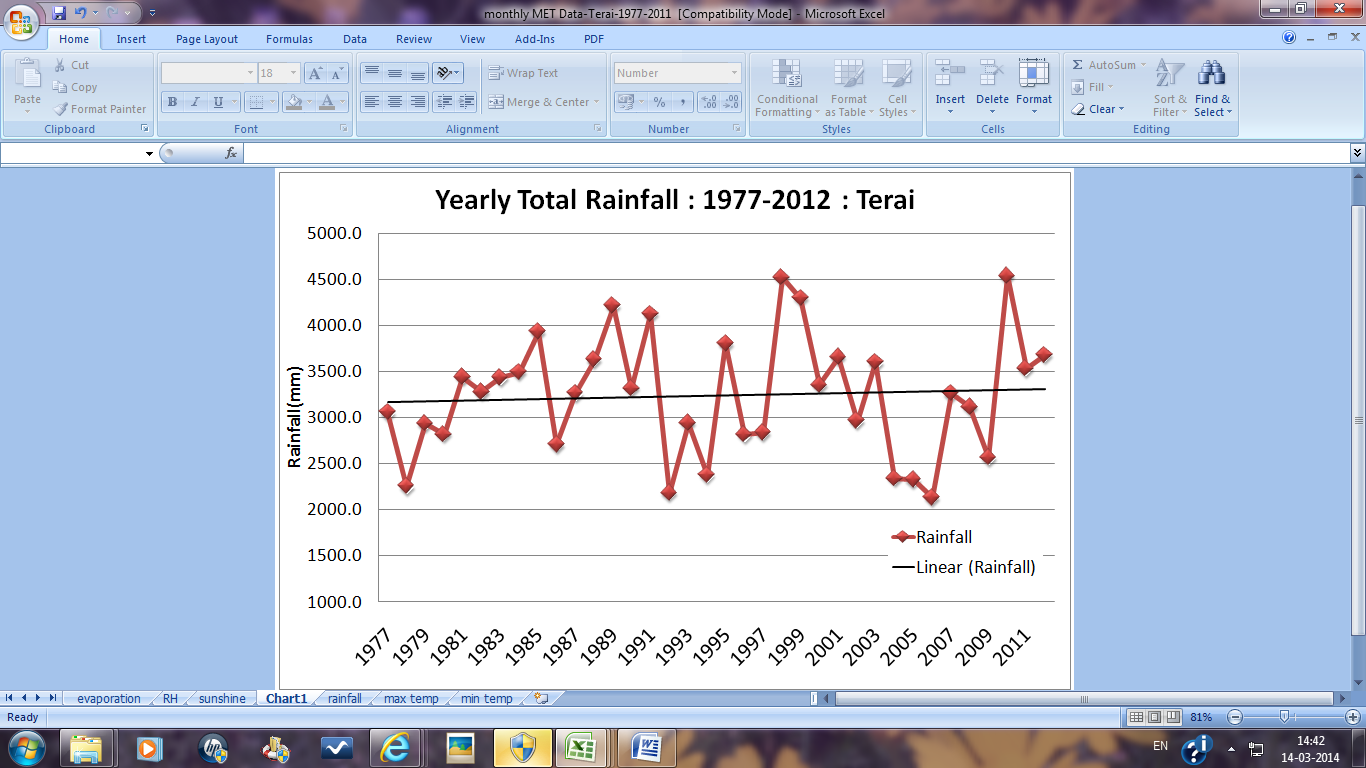 monthly MET Data-Terai-1977-2011 [Compatibility Mode] - Microsoft Excel
Home Insert Page Layout Formulas Data Review View Add-Ins PDF
Paste
Cut
Copy
Format Painter
Clipboard
18
A A
B I U
A
Font
Wrap Text
Merge & Center
Alignment
Number
% , .0 .00 .00 .0
Number
Conditional Formatting
Format as Table
Cell Styles
Styles
Insert Delete Format
Cells
Σ AutoSum
Fill
Clear
Sort & Filter
Find & Select
Editing
fx
Yearly Total Rainfall : 1977-2012 : Terai
Rainfall(mm)
5000.0
4500.0
4000.0
3500.0
3000.0
2500.0
2000.0
1500.0
1000.0
Rainfall
Linear (Rainfall)
1977 1979 1981 1983 1985 1987 1989 1991 1993 1995 1997 1999 2001 2003 2005 2007 2009 2011
evaporation RH sunshine Chart1 rainfall max temp min temp
Ready
81%
EN
14:42
14-03-2014